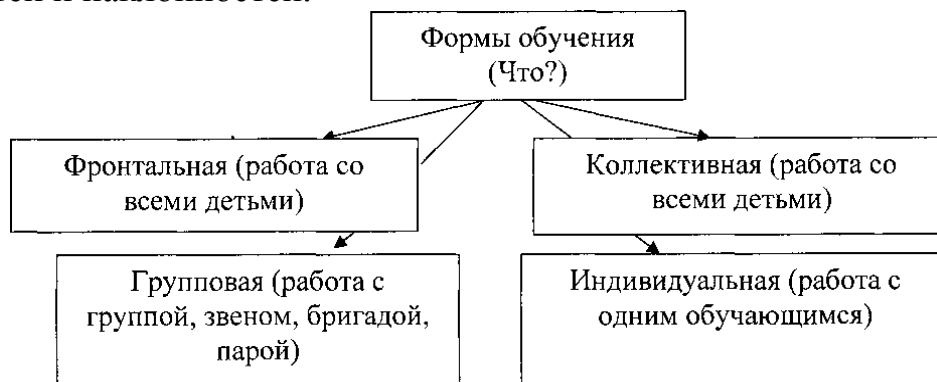 Формы обучения
(Что?)
Фронтальная (работа со
всеми детьми)
Коллективная (работа со
всеми детьми)
Групповая (работа с
группой, звеном, бригадой,
парой)
Индивидуальная (работа с
одним обучающимся)